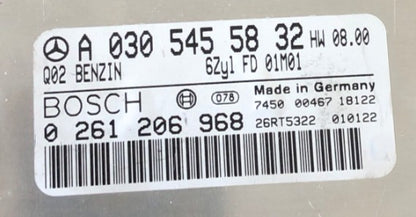 A 030 545 58 32 HW 08.00
Q02 BENZIN 6Zyl FD 01M01
BOSCH 078 Made in Germany
7450 00467 18122
0 261 206 968 26RT5322 010122